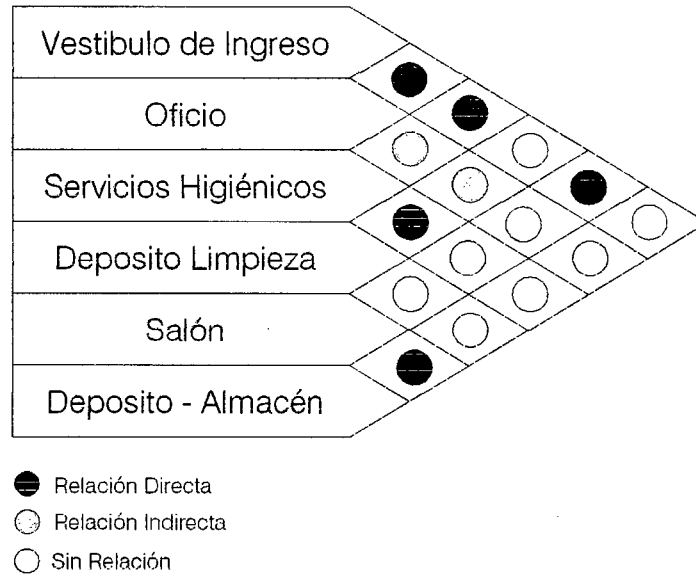 Vestibulo de Ingreso
Oficio
Servicios Higiénicos
Deposito Limpieza
Salón
Deposito - Almacén
Relación Directa
Relación Indirecta
Sin Relación